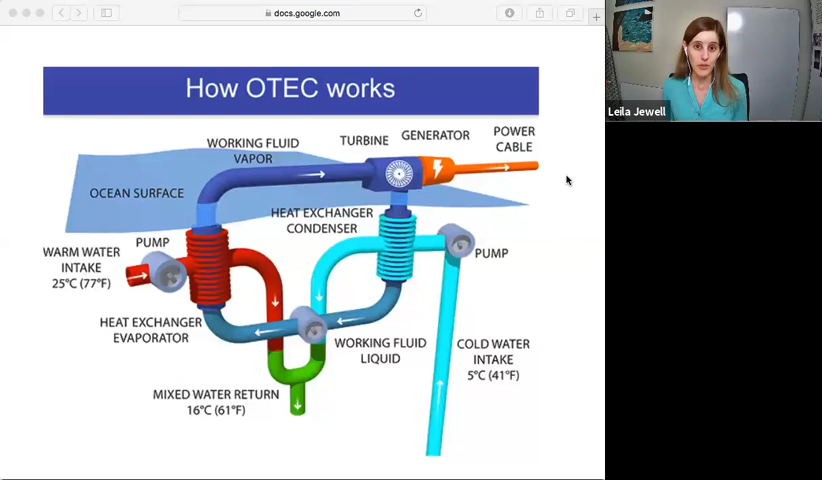 docs.google.com
How OTEC works
WORKING FLUID
VAPOR
TURBINE
GENERATOR
POWER
CABLE
OCEAN SURFACE
HEAT EXCHANGER
CONDENSER
WARM WATER
INTAKE
25°C (77°F)
PUMP
PUMP
HEAT EXCHANGER
EVAPORATOR
WORKING FLUID
LIQUID
COLD WATER
INTAKE
5°C (41°F)
MIXED WATER RETURN
16°C (61°F)
Leila Jewell